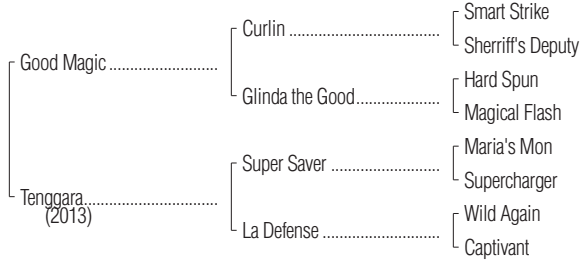 Smart Strike
Curlin ............................
Sherriff's Deputy
Good Magic ..........................
Hard Spun
Glinda the Good....................
Magical Flash
Maria's Mon
Super Saver ..........................
Supercharger
Tenggara................................
(2013)
Wild Again
La Defense ............................
Captivant